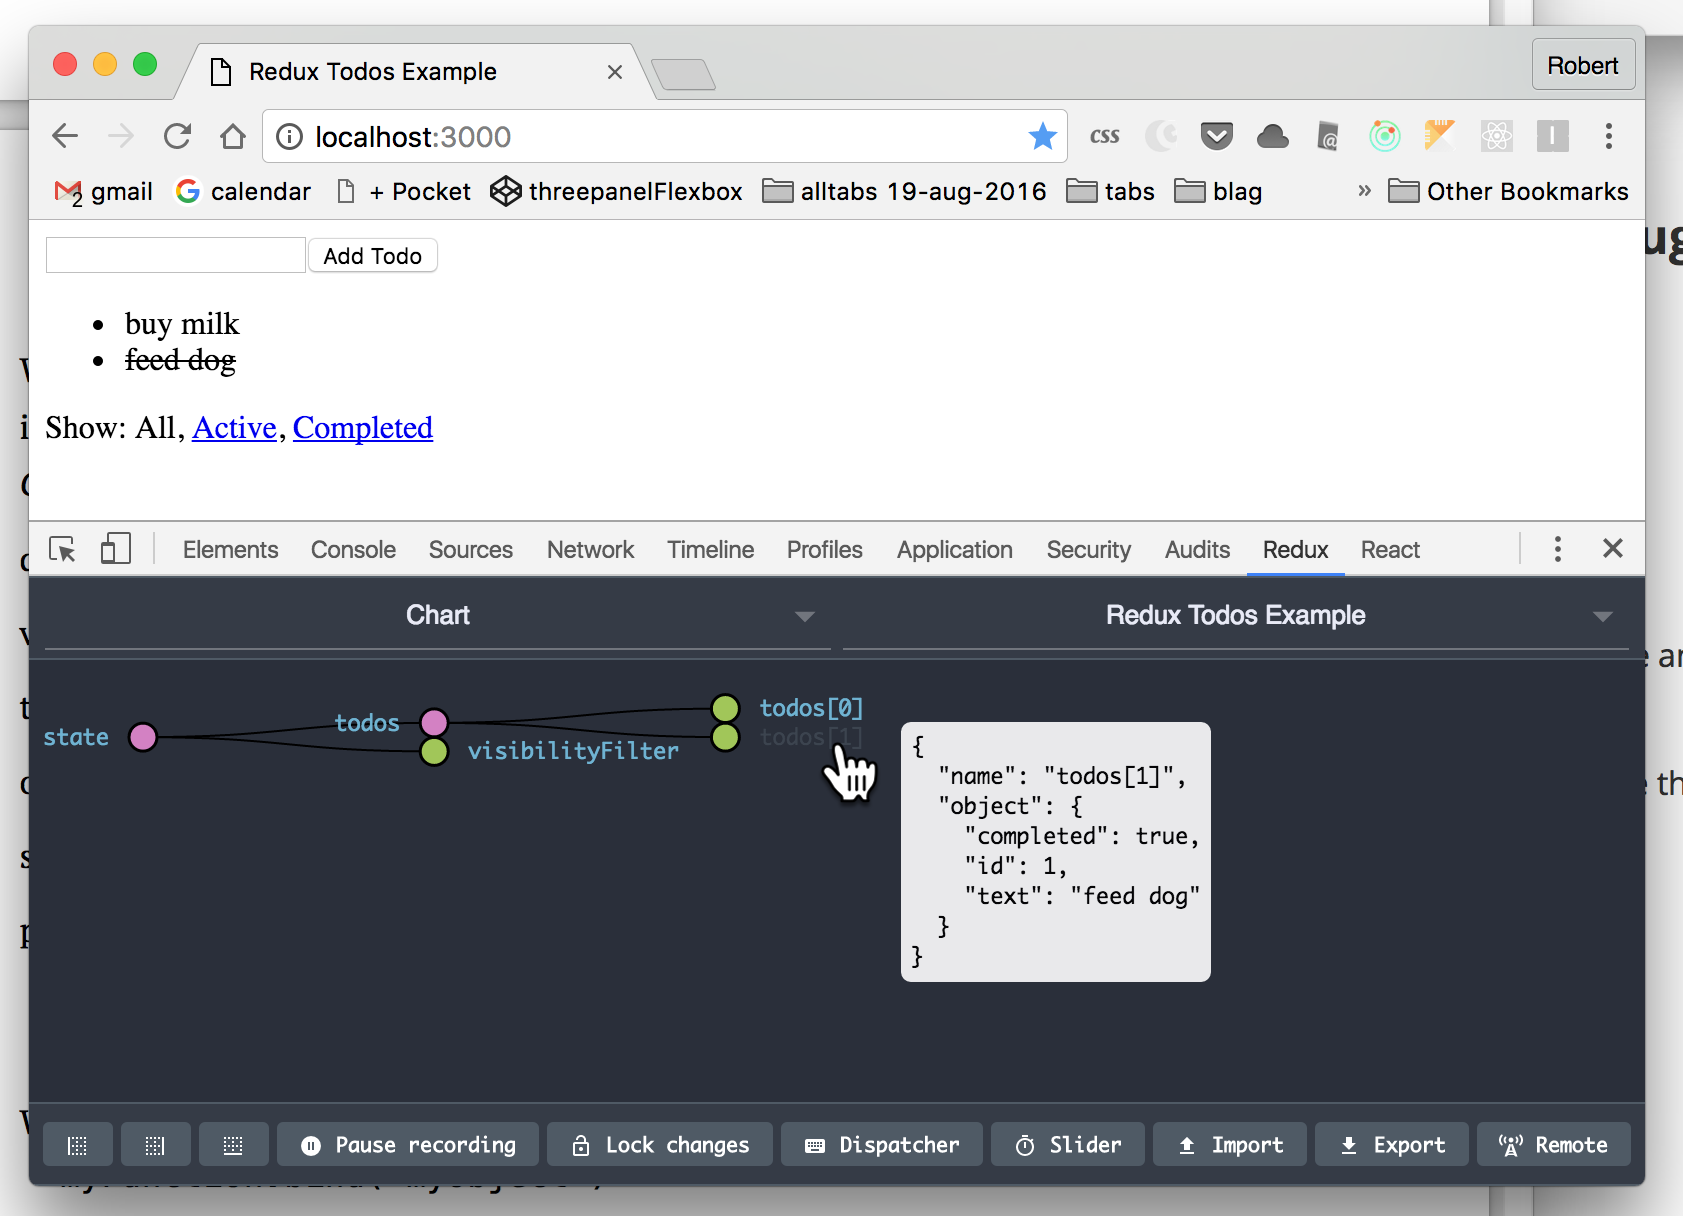 Redux Todos Example
Robert
localhost:3000
css
2 gmail calendar + Pocket threepanelFlexbox alltabs 19-aug-2016 tabs blag » Other Bookmarks
Add Todo
• buy milk
• feed dog
Show: All, Active, Completed
Elements Console Sources Network Timeline Profiles Application Security Audits Redux React
Chart Redux Todos Example
state
todos
visibilityFilter
todos[0]
todos[1]
{
"name": "todos[1]",
"object": {
"completed": true,
"id": 1,
"text": "feed dog"
}
}
Pause recording Lock changes Dispatcher Slider Import Export Remote